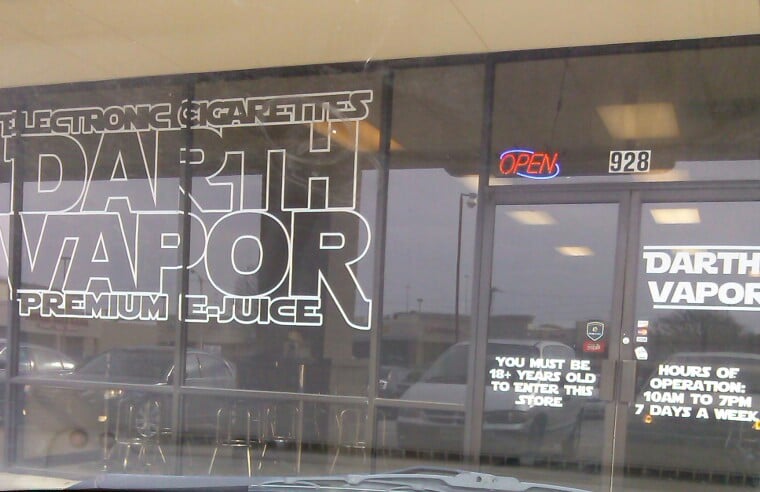 ELECTRONIC CIGARETTES
DARTH
VAPOR
PREMIUM E-JUICE
OPEN
928
DARTH
VAPOR
YOU MUST BE
18+ YEARS OLD
TO ENTER THIS
STORE
HOURS OF
OPERATION:
10AM TO 7PM
7 DAYS A WEEK